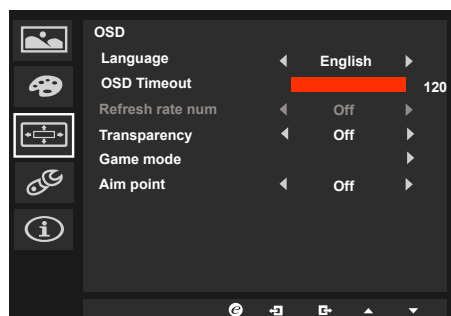 OSD
Language English
OSD Timeout 120
Refresh rate num Off
Transparency Off
Game mode
Aim point Off